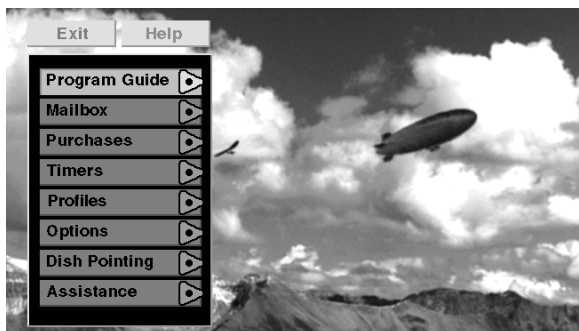 Exit Help
Program Guide
Mailbox
Purchases
Timers
Profiles
Options
Dish Pointing
Assistance